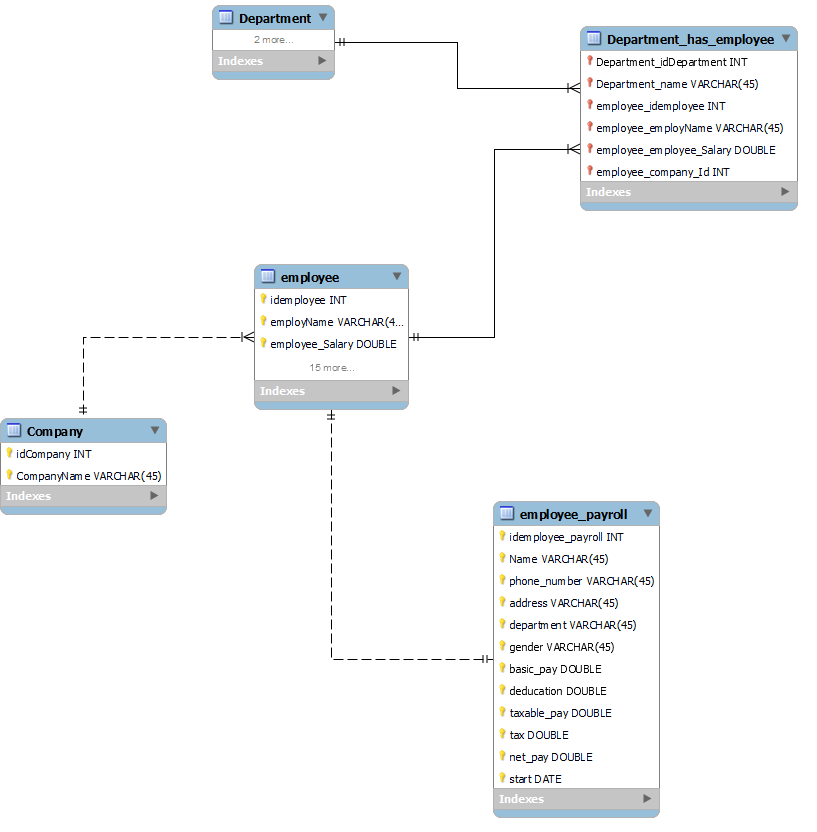 Department
2 more...
Indexes
Department_has_employee
Department_idDepartment INT
Department_name VARCHAR(45)
employee_idemployee INT
employee_employName VARCHAR(45)
employee_employee_Salary DOUBLE
employee_company_Id INT
Indexes
employee
idemployee INT
employName VARCHAR(4...
employee_Salary DOUBLE
15 more...
Indexes
Company
idCompany INT
CompanyName VARCHAR(45)
Indexes
employee_payroll
idemployee_payroll INT
Name VARCHAR(45)
phone_number VARCHAR(45)
address VARCHAR(45)
department VARCHAR(45)
gender VARCHAR(45)
basic_pay DOUBLE
deducation DOUBLE
taxable_pay DOUBLE
tax DOUBLE
net_pay DOUBLE
start DATE
Indexes